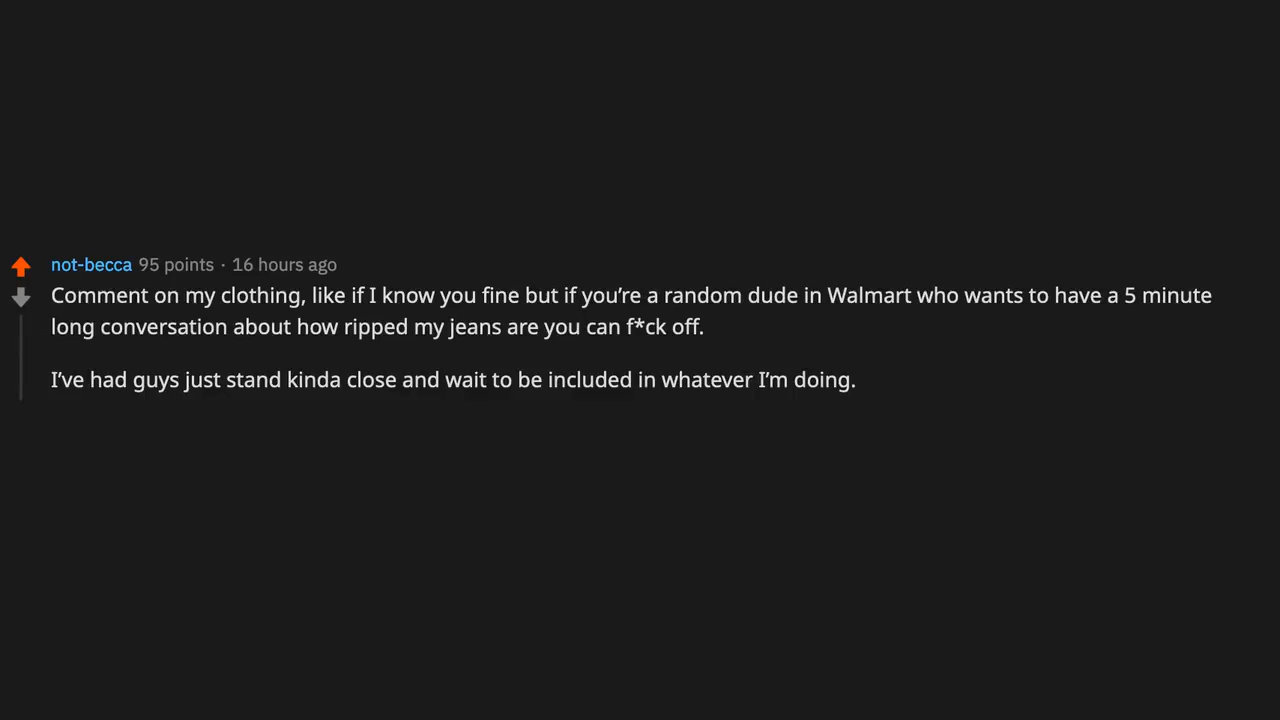 not-becca 95 points · 16 hours ago
Comment on my clothing, like if I know you fine but if you’re a random dude in Walmart who wants to have a 5 minute
long conversation about how ripped my jeans are you can f*ck off.
I’ve had guys just stand kinda close and wait to be included in whatever I’m doing.